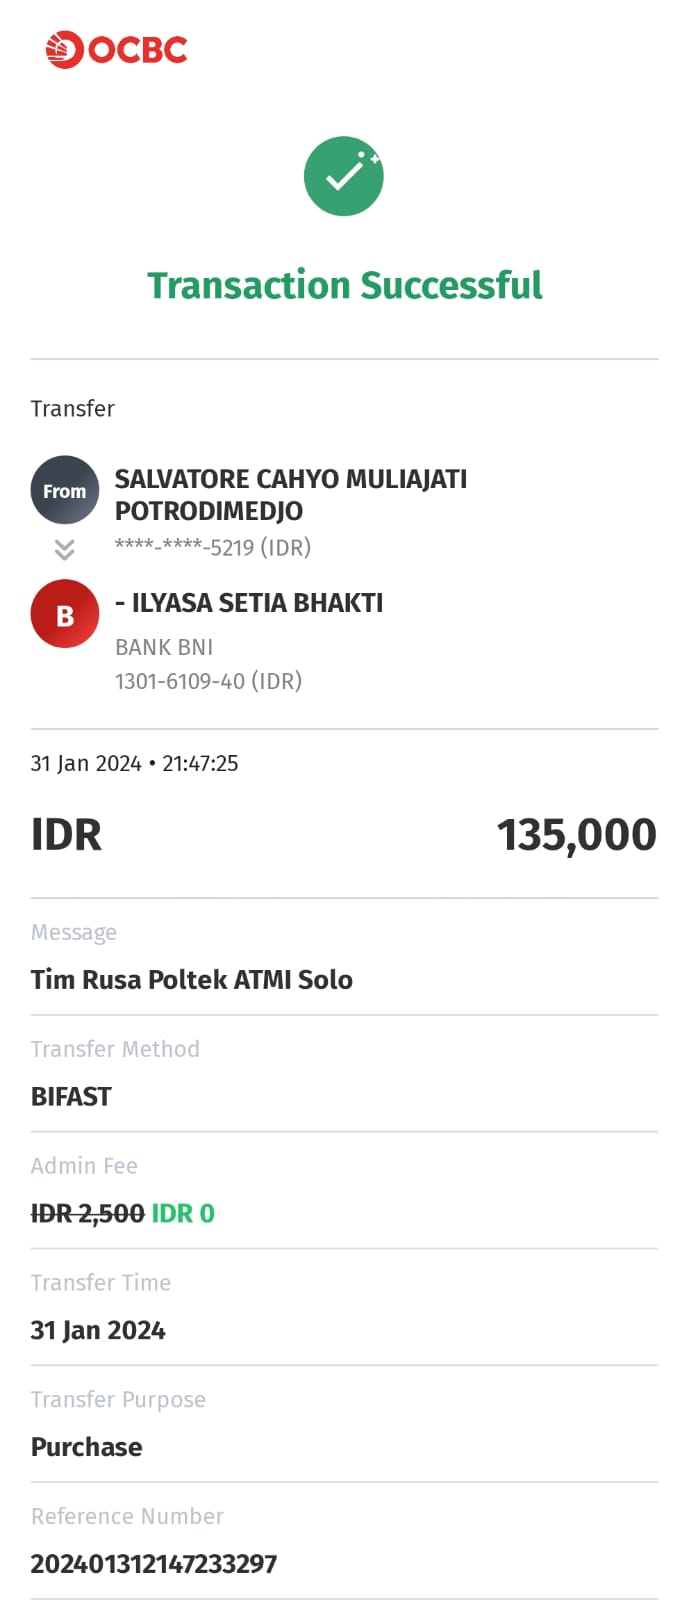 OCBC
Transaction Successful
Transfer
From
SALVATORE CAHYO MULIAJATI
POTRODIMEDJO
****-****-5219 (IDR)
B
- ILYASA SETIA BHAKTI
BANK BNI
1301-6109-40 (IDR)
31 Jan 2024 • 21:47:25
IDR 135,000
Message
Tim Rusa Poltek ATMI Solo
Transfer Method
BIFAST
Admin Fee
IDR 2,500 IDR 0
Transfer Time
31 Jan 2024
Transfer Purpose
Purchase
Reference Number
202401312147233297